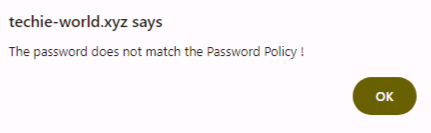 techie-world.xyz says
The password does not match the Password Policy !
OK